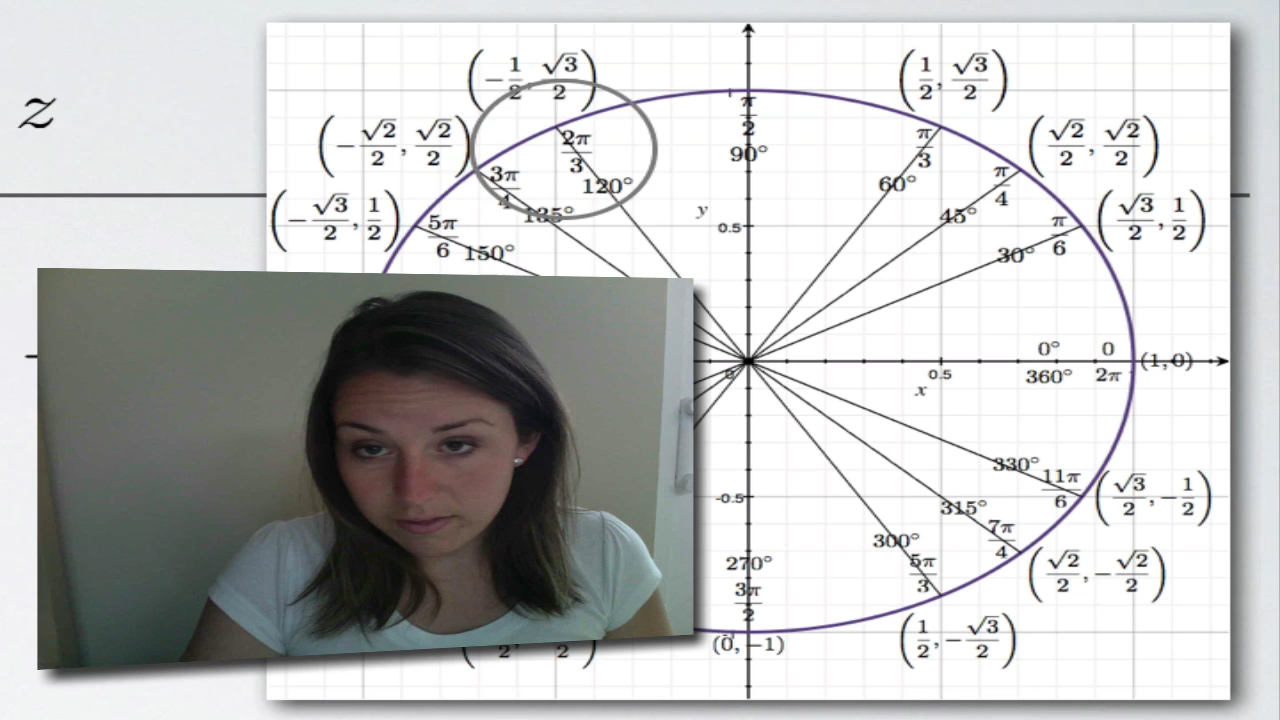 z
(-1/2, √3/2)
(1/2, √3/2)
(-√2/2, √2/2)
(√2/2, √2/2)
(-√3/2, 1/2)
(√3/2, 1/2)
π/2
90°
2π/3
120°
π/3
60°
3π/4
135°
π/4
45°
5π/6
150°
π/6
30°
y
0.5
0° 0
360° 2π
(1, 0)
0.5
x
-0.5
330°
11π/6
(√3/2, -1/2)
315°
7π/4
(√2/2, -√2/2)
300°
5π/3
(1/2, -√3/2)
270°
3π/2
(0, -1)
2, 2